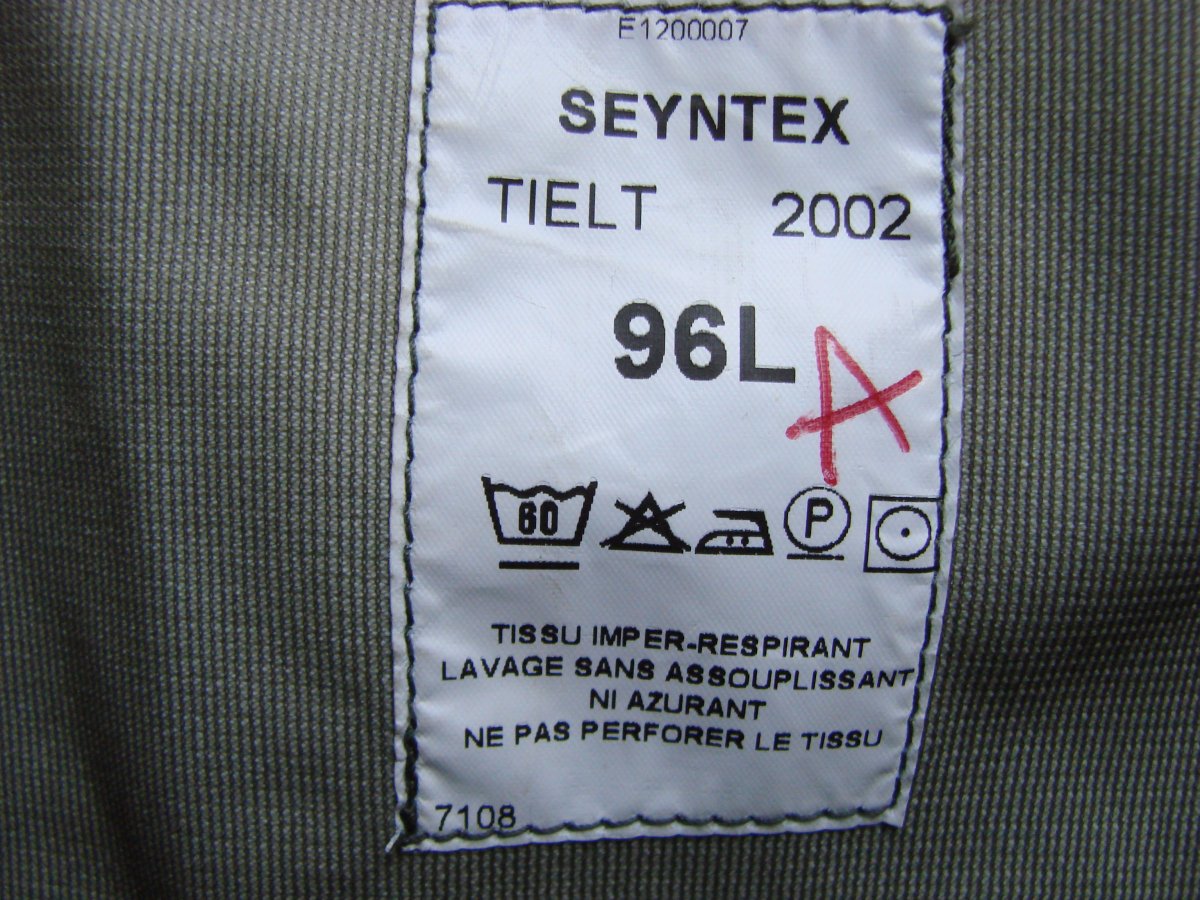 E1200007
SEYNTEX
TIELT 2002
96L A
60 P
TISSU IMPER-RESPIRANT
LAVAGE SANS ASSOUPLISSANT
NI AZURANT
NE PAS PERFORER LE TISSU
7108